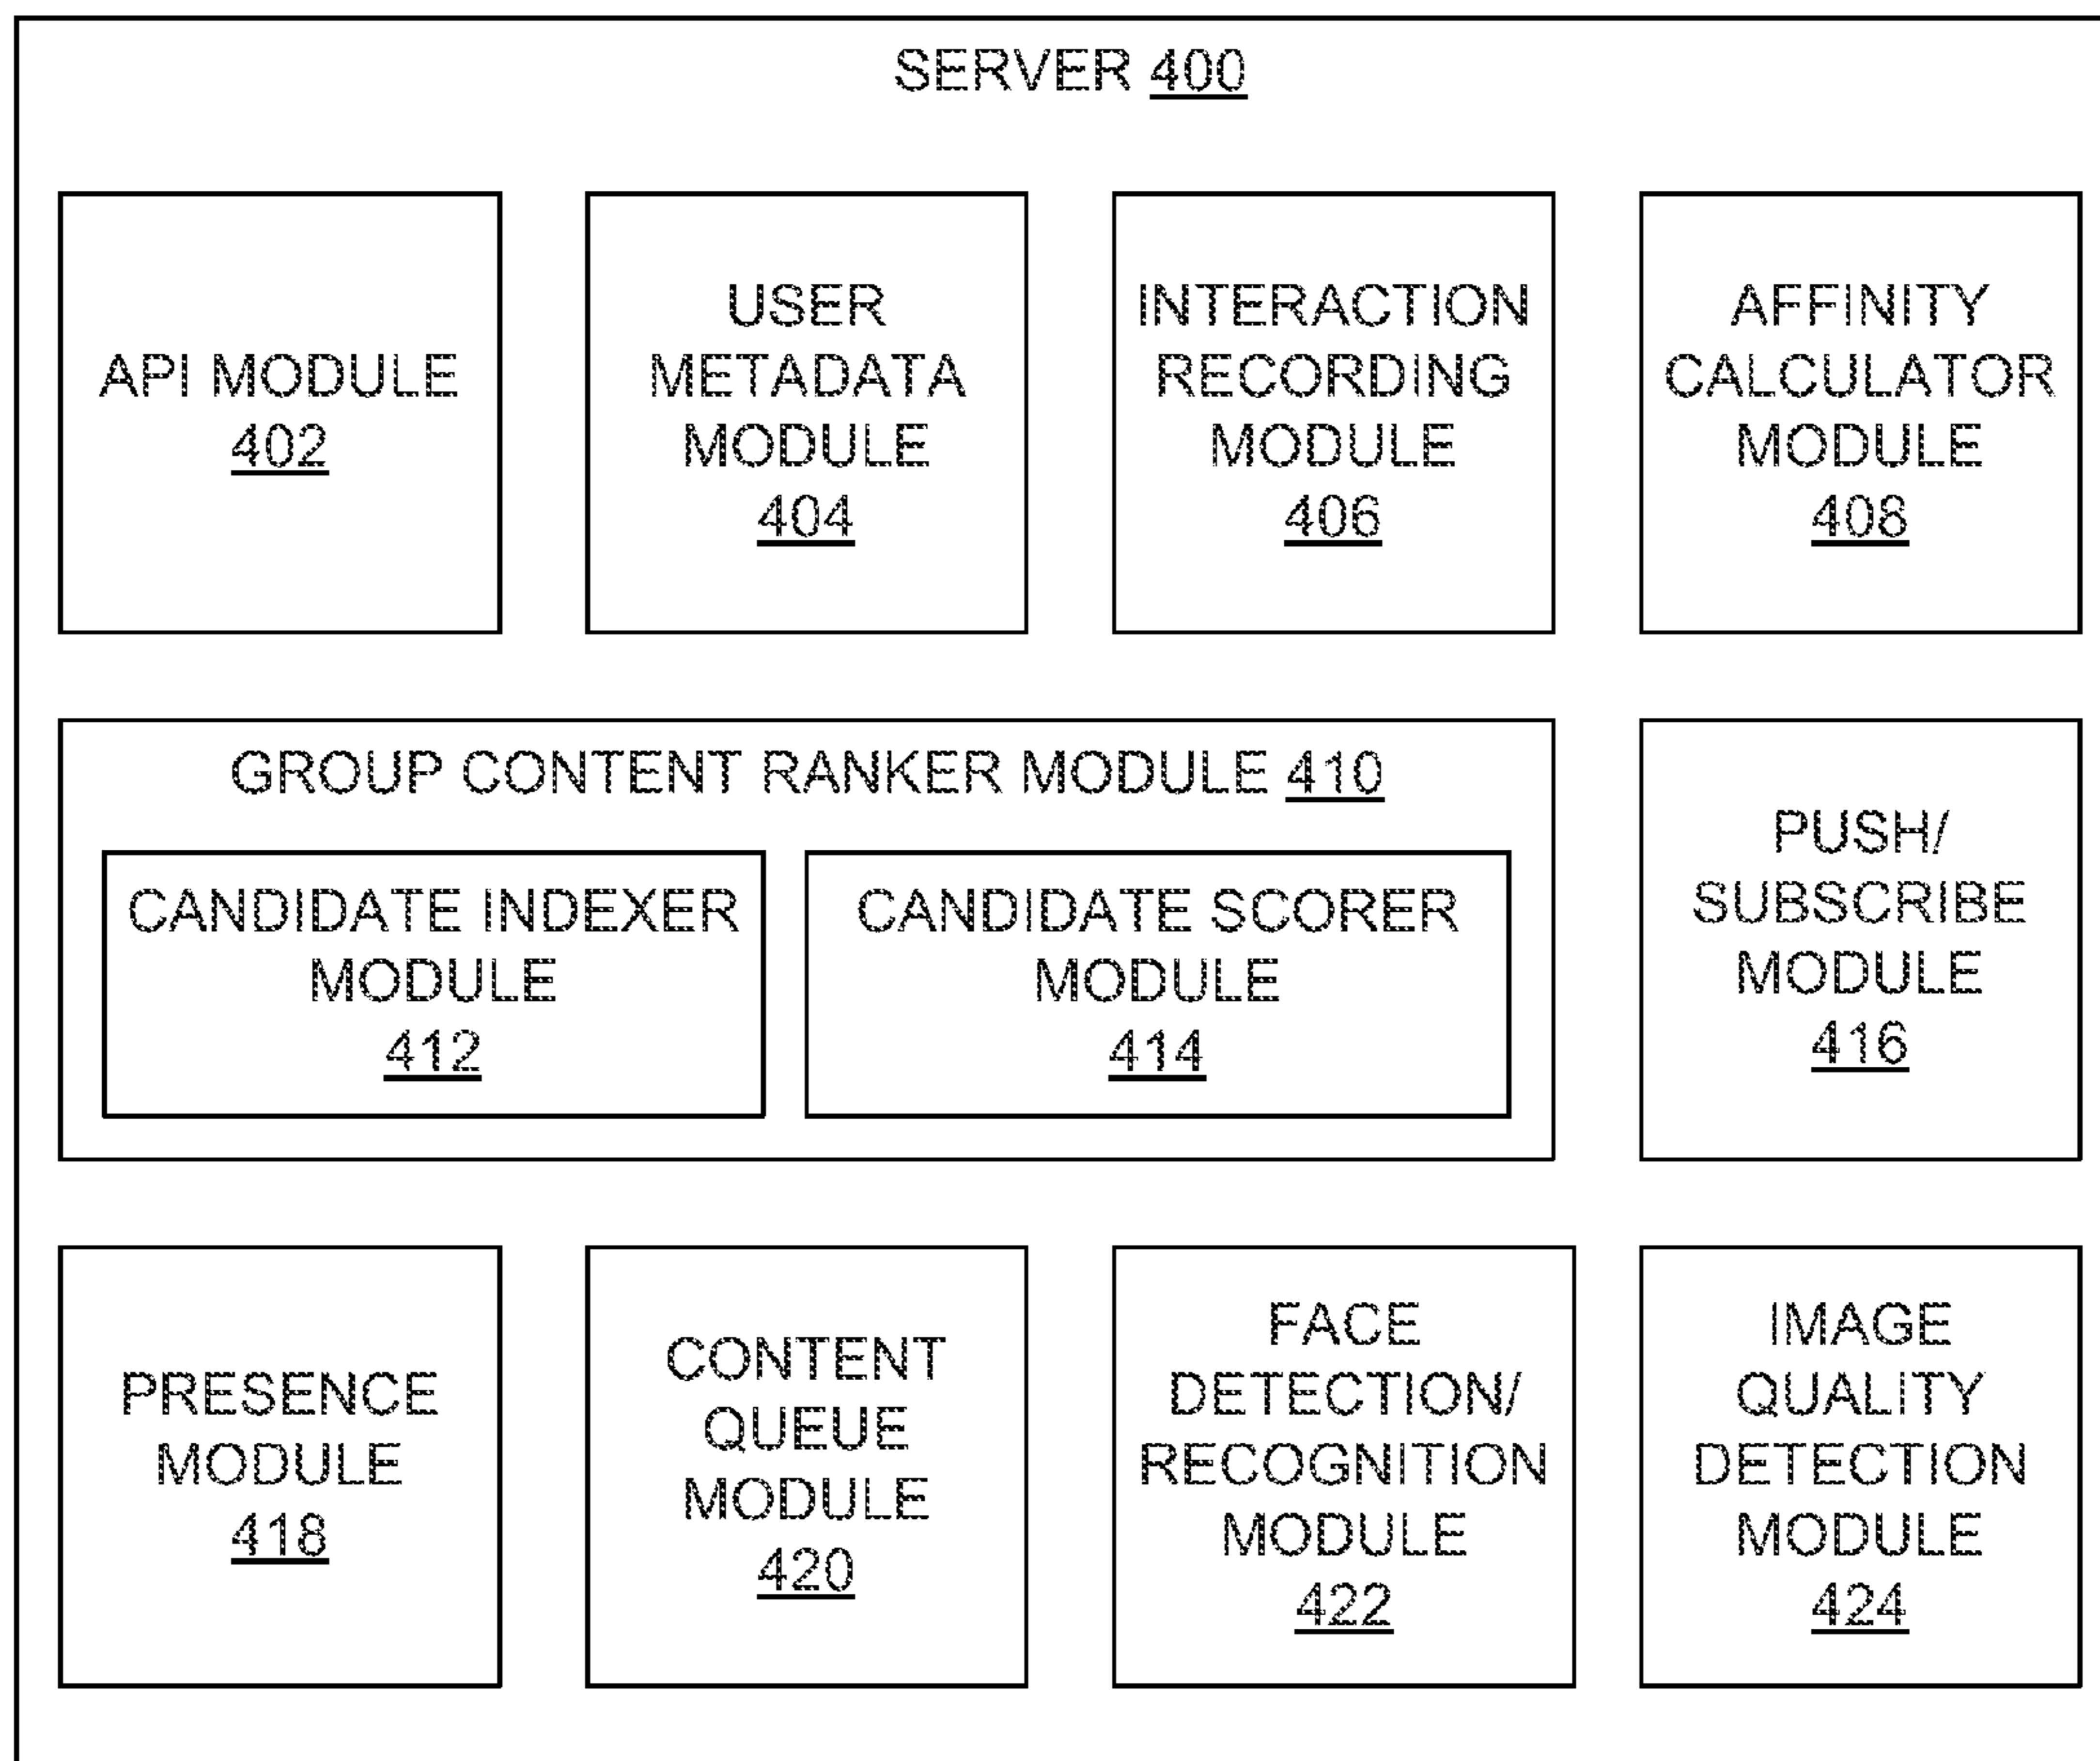 SERVER 400
API MODULE
402
USER
METADATA
MODULE
404
INTERACTION
RECORDING
MODULE
406
AFFINITY
CALCULATOR
MODULE
408
GROUP CONTENT RANKER MODULE 410
CANDIDATE INDEXER
MODULE
412
CANDIDATE SCORER
MODULE
414
PUSH/
SUBSCRIBE
MODULE
416
PRESENCE
MODULE
418
CONTENT
QUEUE
MODULE
420
FACE
DETECTION/
RECOGNITION
MODULE
422
IMAGE
QUALITY
DETECTION
MODULE
424